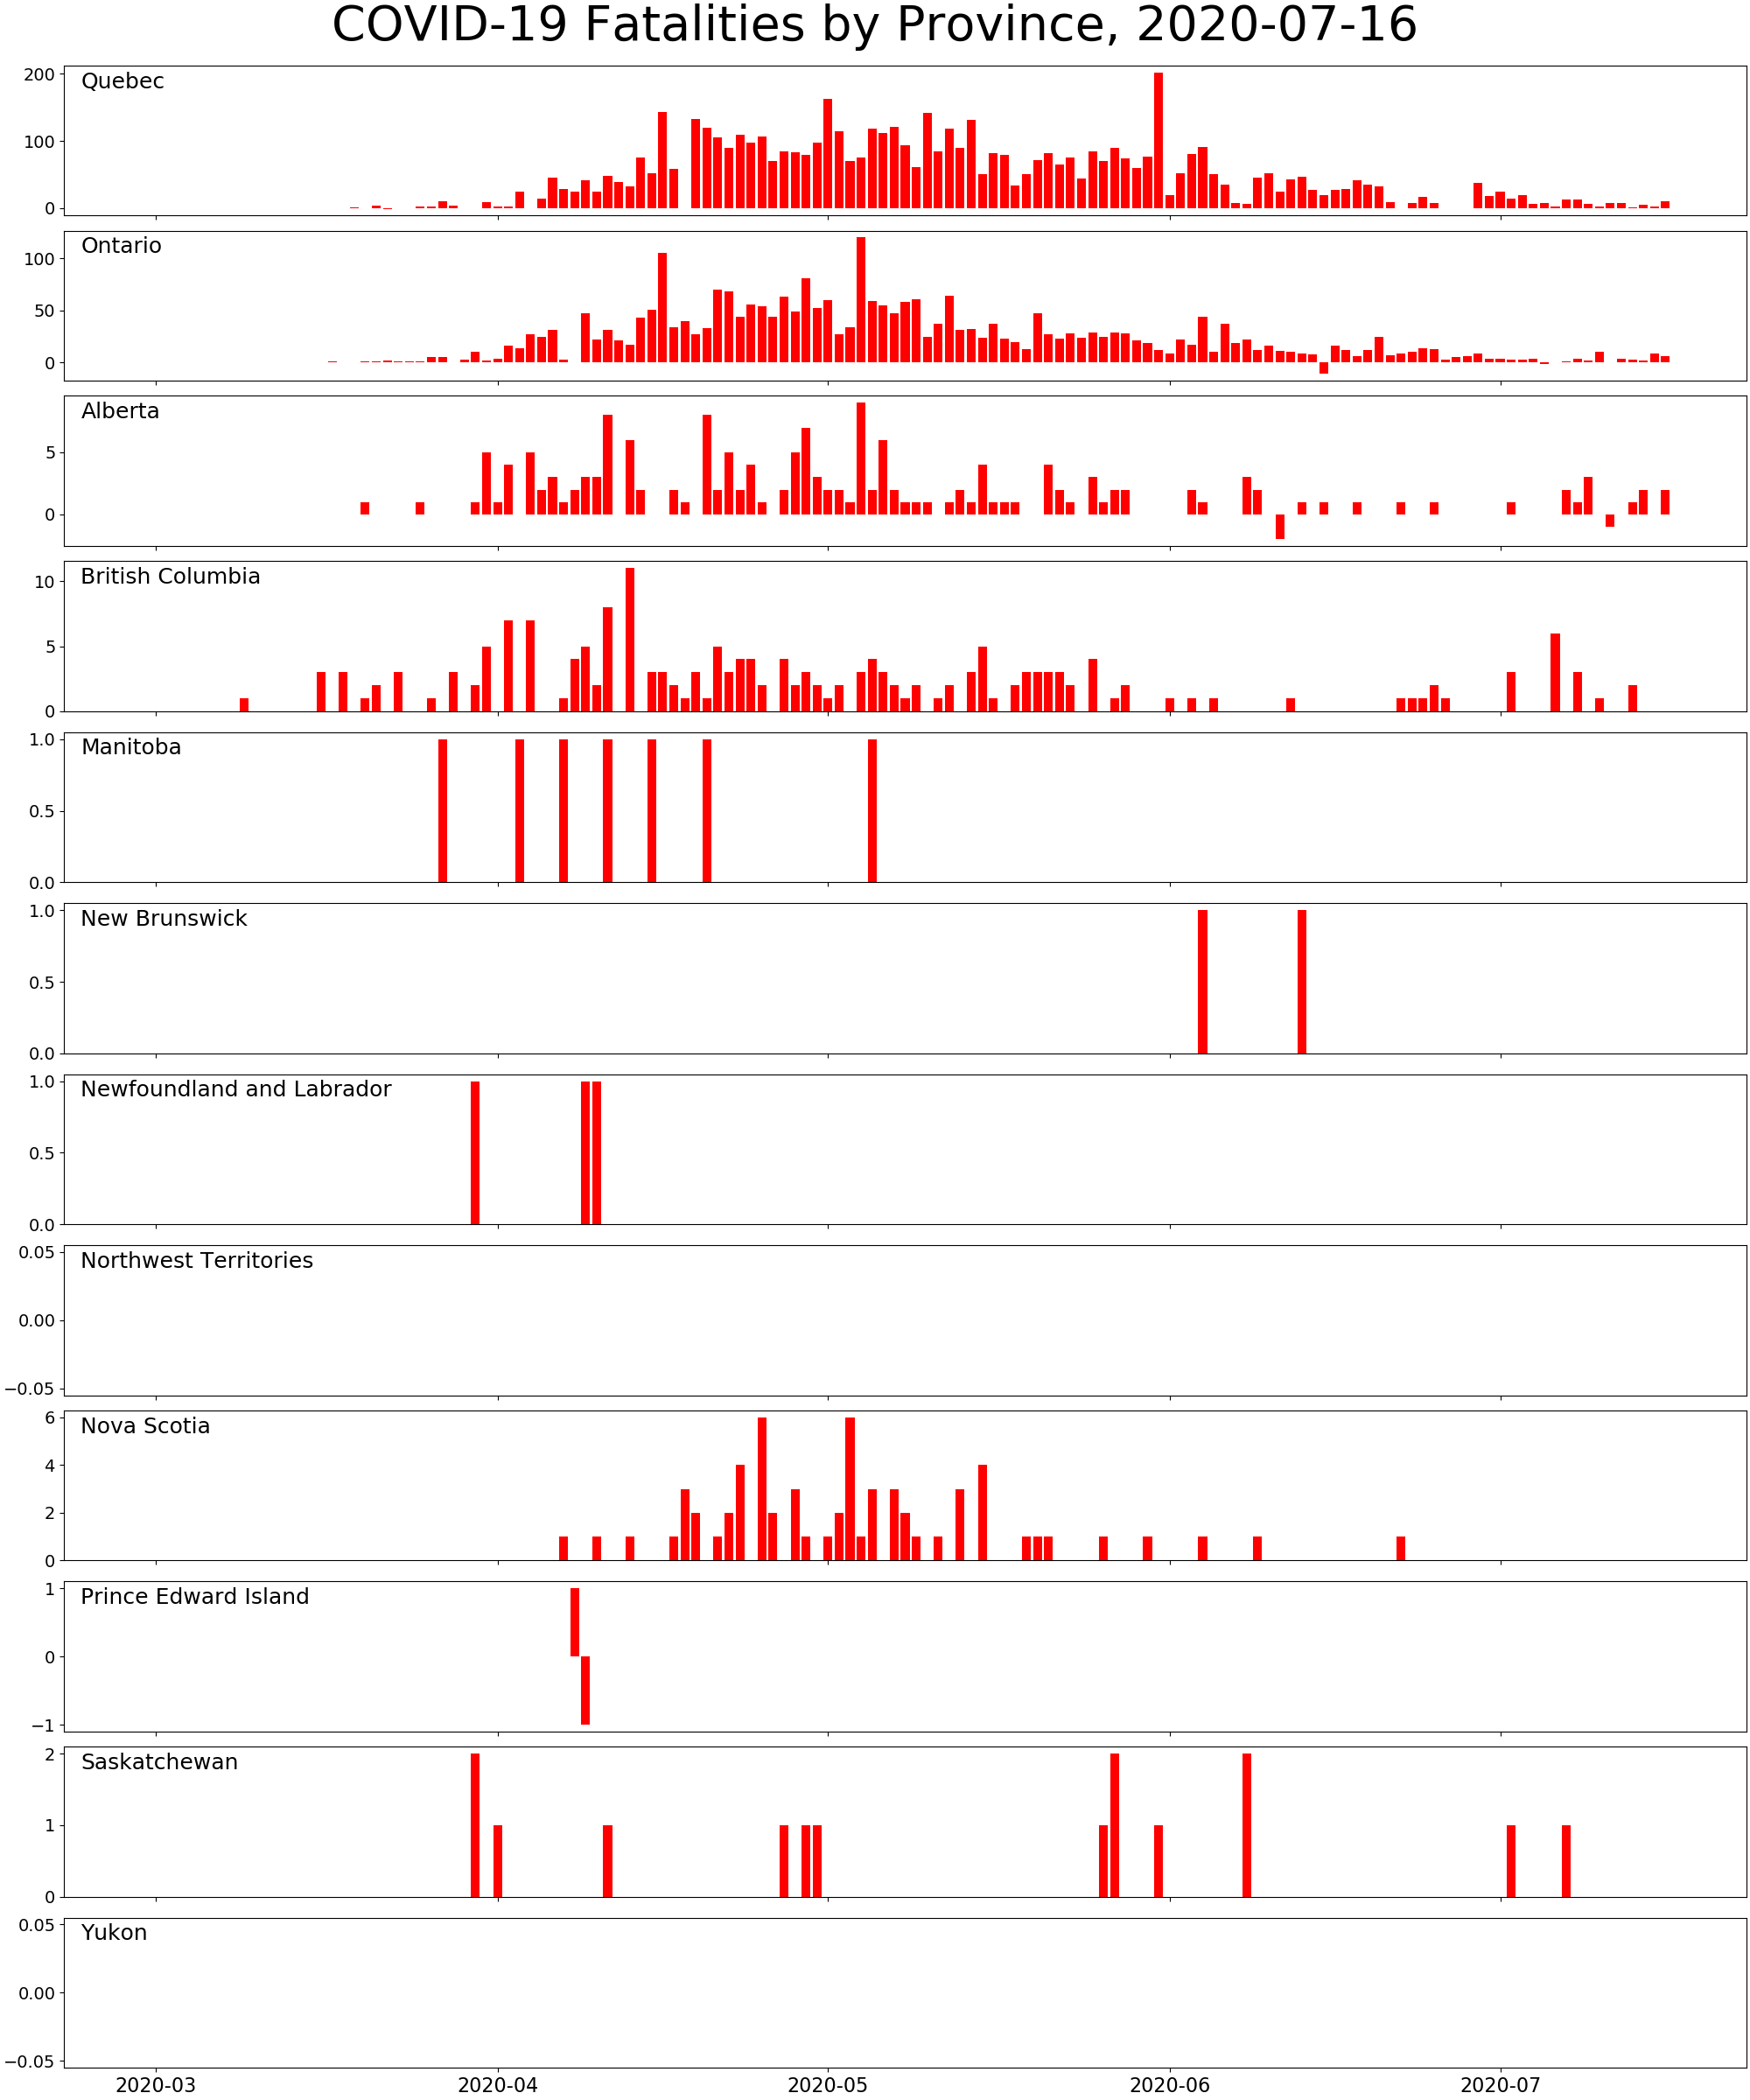 COVID-19 Fatalities by Province, 2020-07-16
Quebec
200
100
0
Ontario
100
50
0
Alberta
5
0
British Columbia
10
5
0
Manitoba
1.0
0.5
0.0
New Brunswick
1.0
0.5
0.0
Newfoundland and Labrador
1.0
0.5
0.0
Northwest Territories
0.05
0.00
−0.05
Nova Scotia
6
4
2
0
Prince Edward Island
1
0
−1
Saskatchewan
2
1
0
Yukon
0.05
0.00
−0.05
2020-03 2020-04 2020-05 2020-06 2020-07